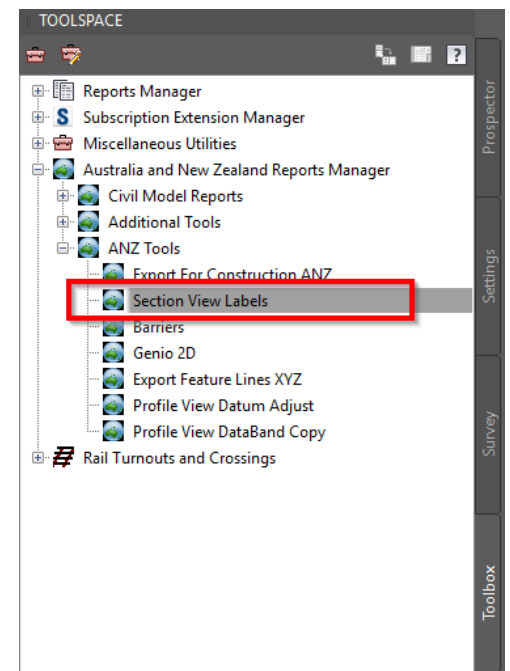 TOOLSPACE
?
Reports Manager
S Subscription Extension Manager
Miscellaneous Utilities
Australia and New Zealand Reports Manager
Civil Model Reports
Additional Tools
ANZ Tools
Export For Construction ANZ
Section View Labels
Barriers
Genio 2D
Export Feature Lines XYZ
Profile View Datum Adjust
Profile View DataBand Copy
Rail Turnouts and Crossings
Prospector
Settings
Survey
Toolbox